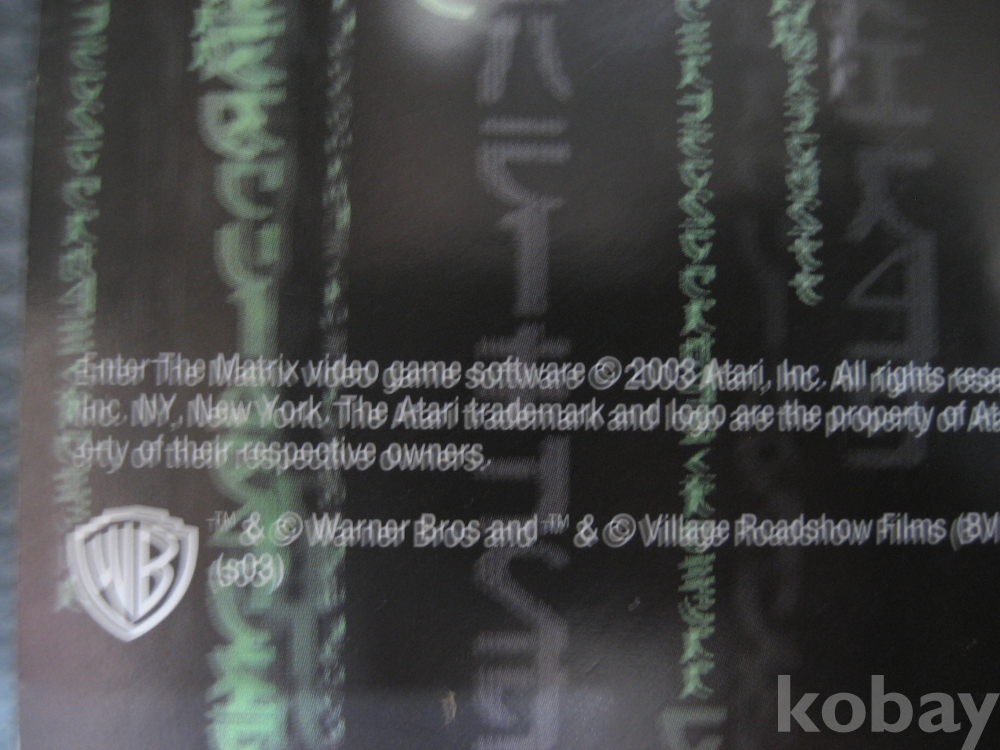 Enter The Matrix video game software © 2003 Atari, Inc. All rights rese
Inc. NY, New York. The Atari trademark and logo are the property of Ata
erty of their respective owners.
WB
™ & © Warner Bros and ™ & © Village Roadshow Films (BV
(s03)
kobay